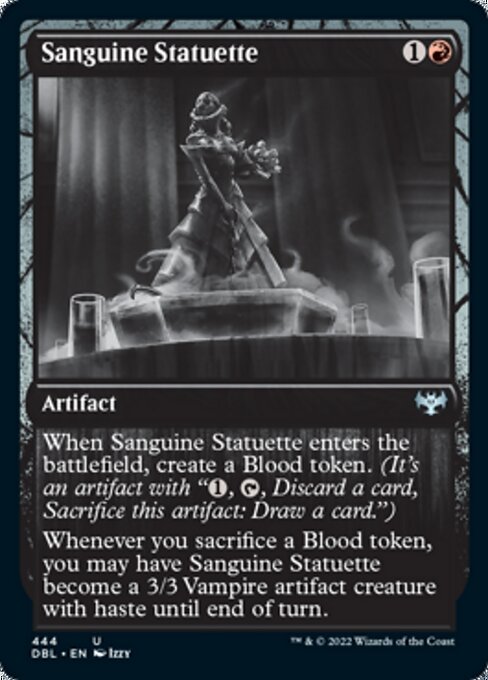 Sanguine Statuette 1
Artifact
When Sanguine Statuette enters the
battlefield, create a Blood token. (It's
an artifact with “1, , Discard a card,
Sacrifice this artifact: Draw a card.”)
Whenever you sacrifice a Blood token,
you may have Sanguine Statuette
become a 3/3 Vampire artifact creature
with haste until end of turn.
444 U
DBL • EN Izzy
™ & © 2022 Wizards of the Coast